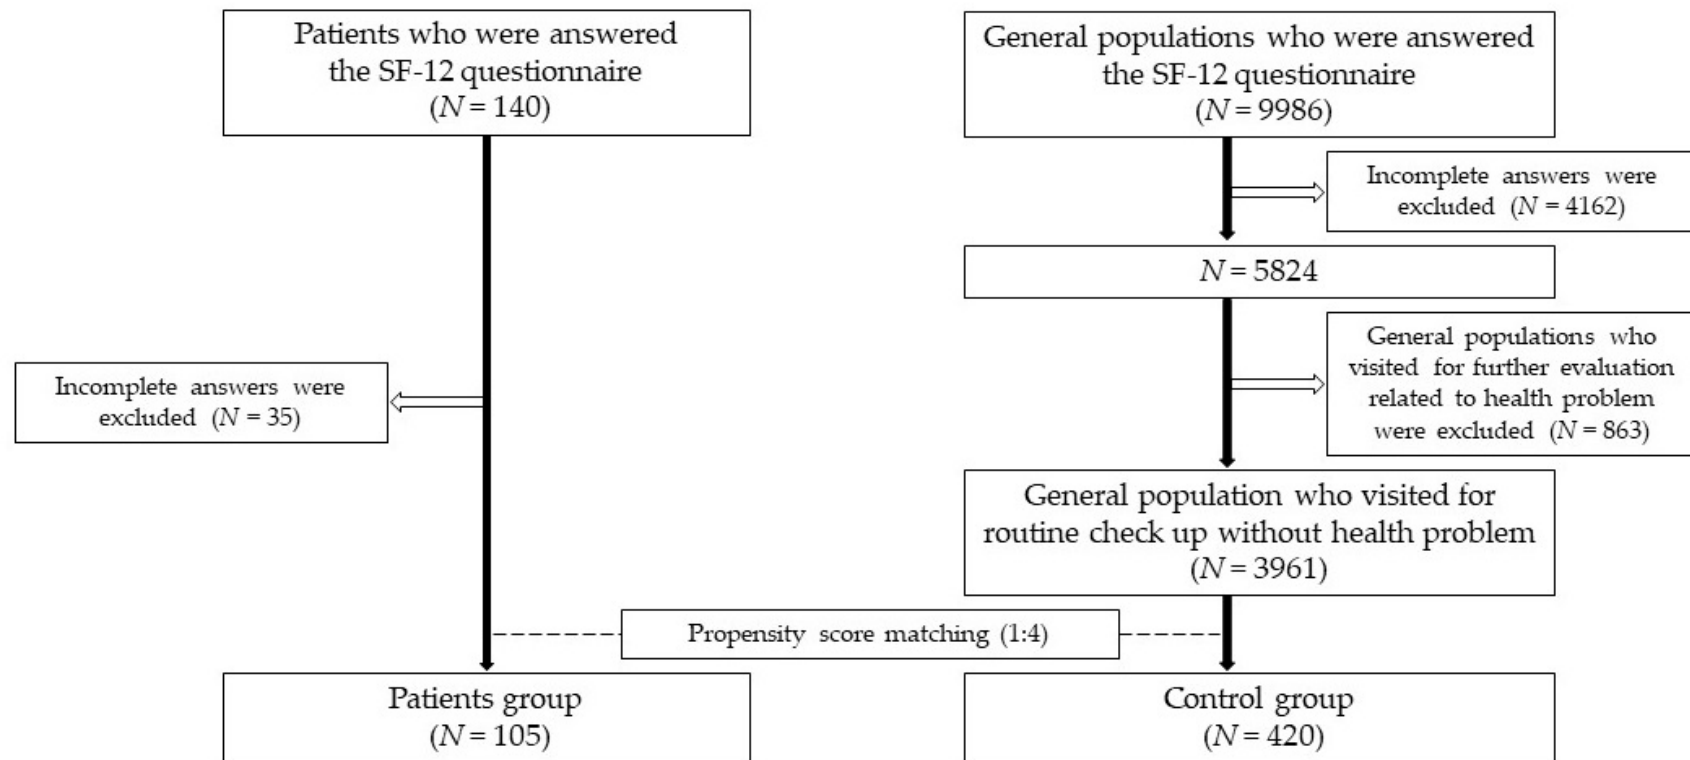 Patients who were answered
the SF-12 questionnaire
(N = 140)
General populations who were answered
the SF-12 questionnaire
(N = 9986)
Incomplete answers were
excluded (N = 4162)
N = 5824
General populations who
visited for further evaluation
related to health problem
were excluded (N = 863)
Incomplete answers were
excluded (N = 35)
General population who visited for
routine check up without health problem
(N = 3961)
Propensity score matching (1:4)
Patients group
(N = 105)
Control group
(N = 420)